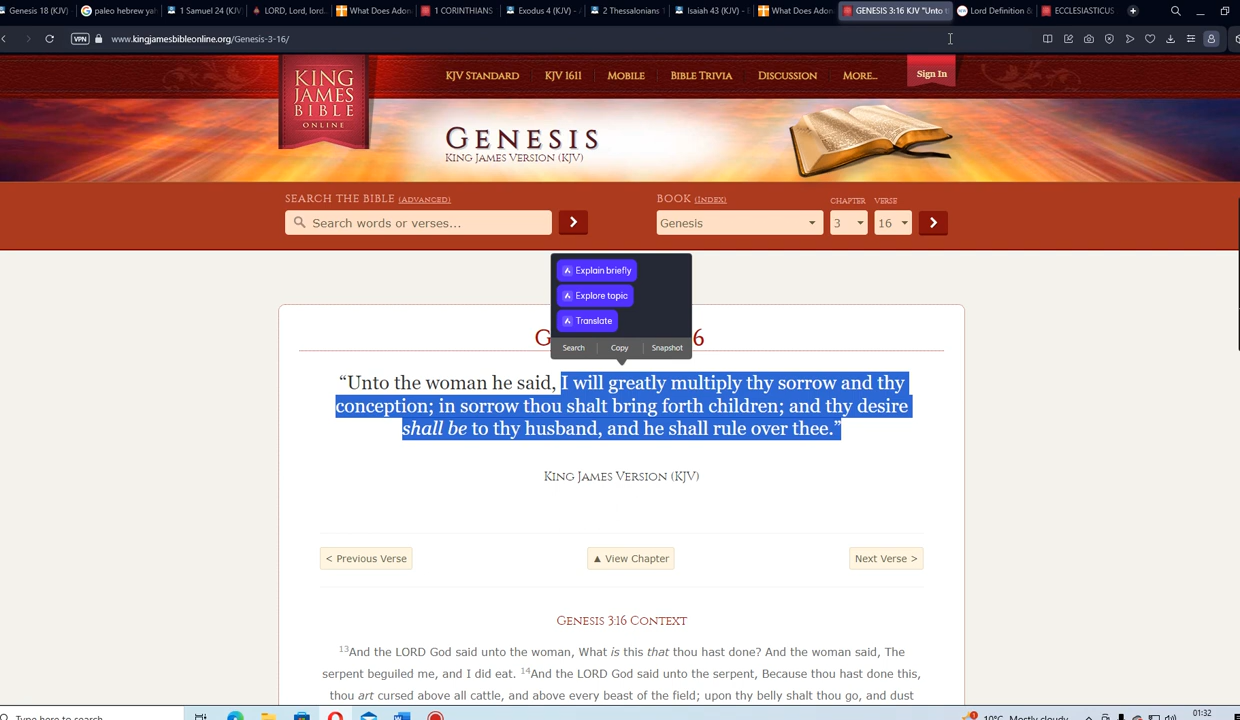 Genesis 18 (KJV)
paleo hebrew yah
1 Samuel 24 (KJV
LORD, Lord, lord.
What Does Adon
1 CORINTHIANS
Exodus 4 (KJV) -
2 Thessalonians
Isaiah 43 (KJV) -
What Does Adon
GENESIS 3:16 KJV "Unto t
Lord Definition &
ECCLESIASTICUS
VPN
www.kingjamesbibleonline.org/Genesis-3-16/
KING JAMES BIBLE ONLINE
KJV STANDARD KJV 1611 MOBILE BIBLE TRIVIA DISCUSSION MORE... Sign In
GENESIS
KING JAMES VERSION (KJV)
SEARCH THE BIBLE (ADVANCED)
Search words or verses...
BOOK (INDEX) CHAPTER VERSE
Genesis 3 16
Explain briefly
Explore topic
Translate
Search Copy Snapshot
G 6
“Unto the woman he said, I will greatly multiply thy sorrow and thy
conception; in sorrow thou shalt bring forth children; and thy desire
shall be to thy husband, and he shall rule over thee.”
KING JAMES VERSION (KJV)
< Previous Verse ▲ View Chapter Next Verse >
GENESIS 3:16 CONTEXT
13And the LORD God said unto the woman, What is this that thou hast done? And the woman said, The
serpent beguiled me, and I did eat. 14And the LORD God said unto the serpent, Because thou hast done this,
thou art cursed above all cattle, and above every beast of the field; upon thy belly shalt thou go, and dust
Type here to search
10°C Mostly cloudy
01:32